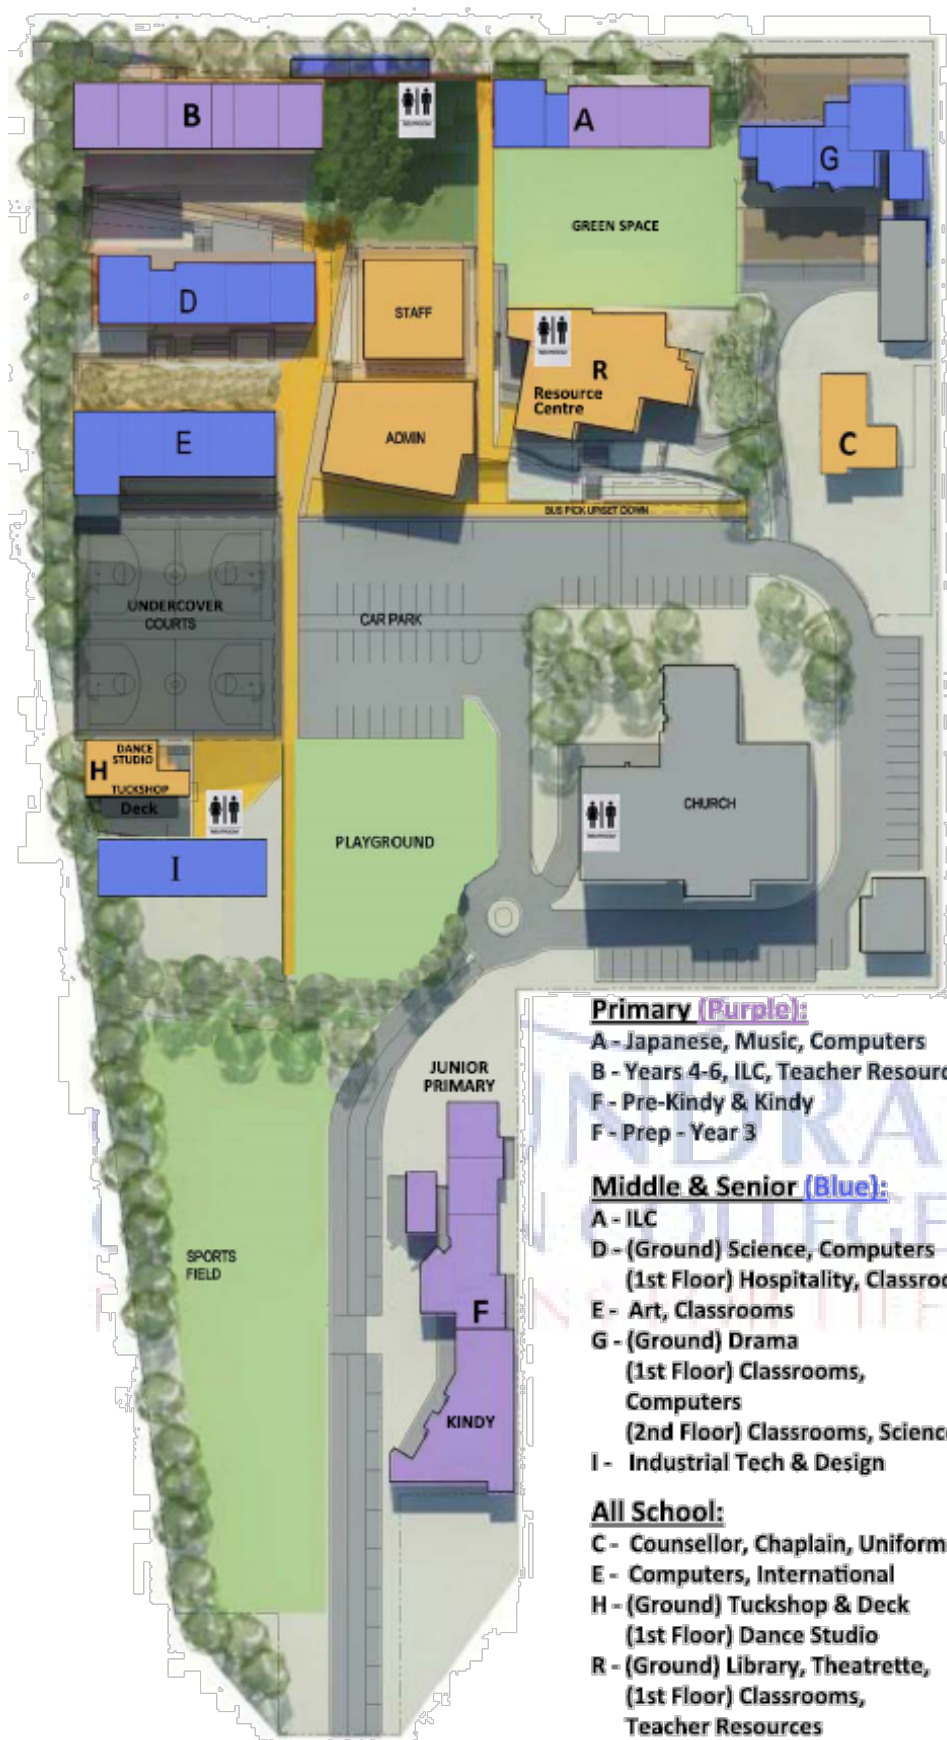 B
A
G
GREEN SPACE
D
STAFF
R
Resource
Centre
E
ADMIN
C
BUS PICK UP/SET DOWN
UNDERCOVER
COURTS
CAR PARK
DANCE
STUDIO
H
TUCKSHOP
Deck
CHURCH
PLAYGROUND
I
Primary (Purple):
A - Japanese, Music, Computers
B - Years 4-6, ILC, Teacher Resourc
F - Pre-Kindy & Kindy
F - Prep - Year 3
JUNIOR
PRIMARY
Middle & Senior (Blue):
A - ILC
D - (Ground) Science, Computers
(1st Floor) Hospitality, Classroo
E - Art, Classrooms
G - (Ground) Drama
(1st Floor) Classrooms,
Computers
(2nd Floor) Classrooms, Science
I - Industrial Tech & Design
SPORTS
FIELD
F
KINDY
All School:
C - Counsellor, Chaplain, Uniform
E - Computers, International
H - (Ground) Tuckshop & Deck
(1st Floor) Dance Studio
R - (Ground) Library, Theatrette,
(1st Floor) Classrooms,
Teacher Resources